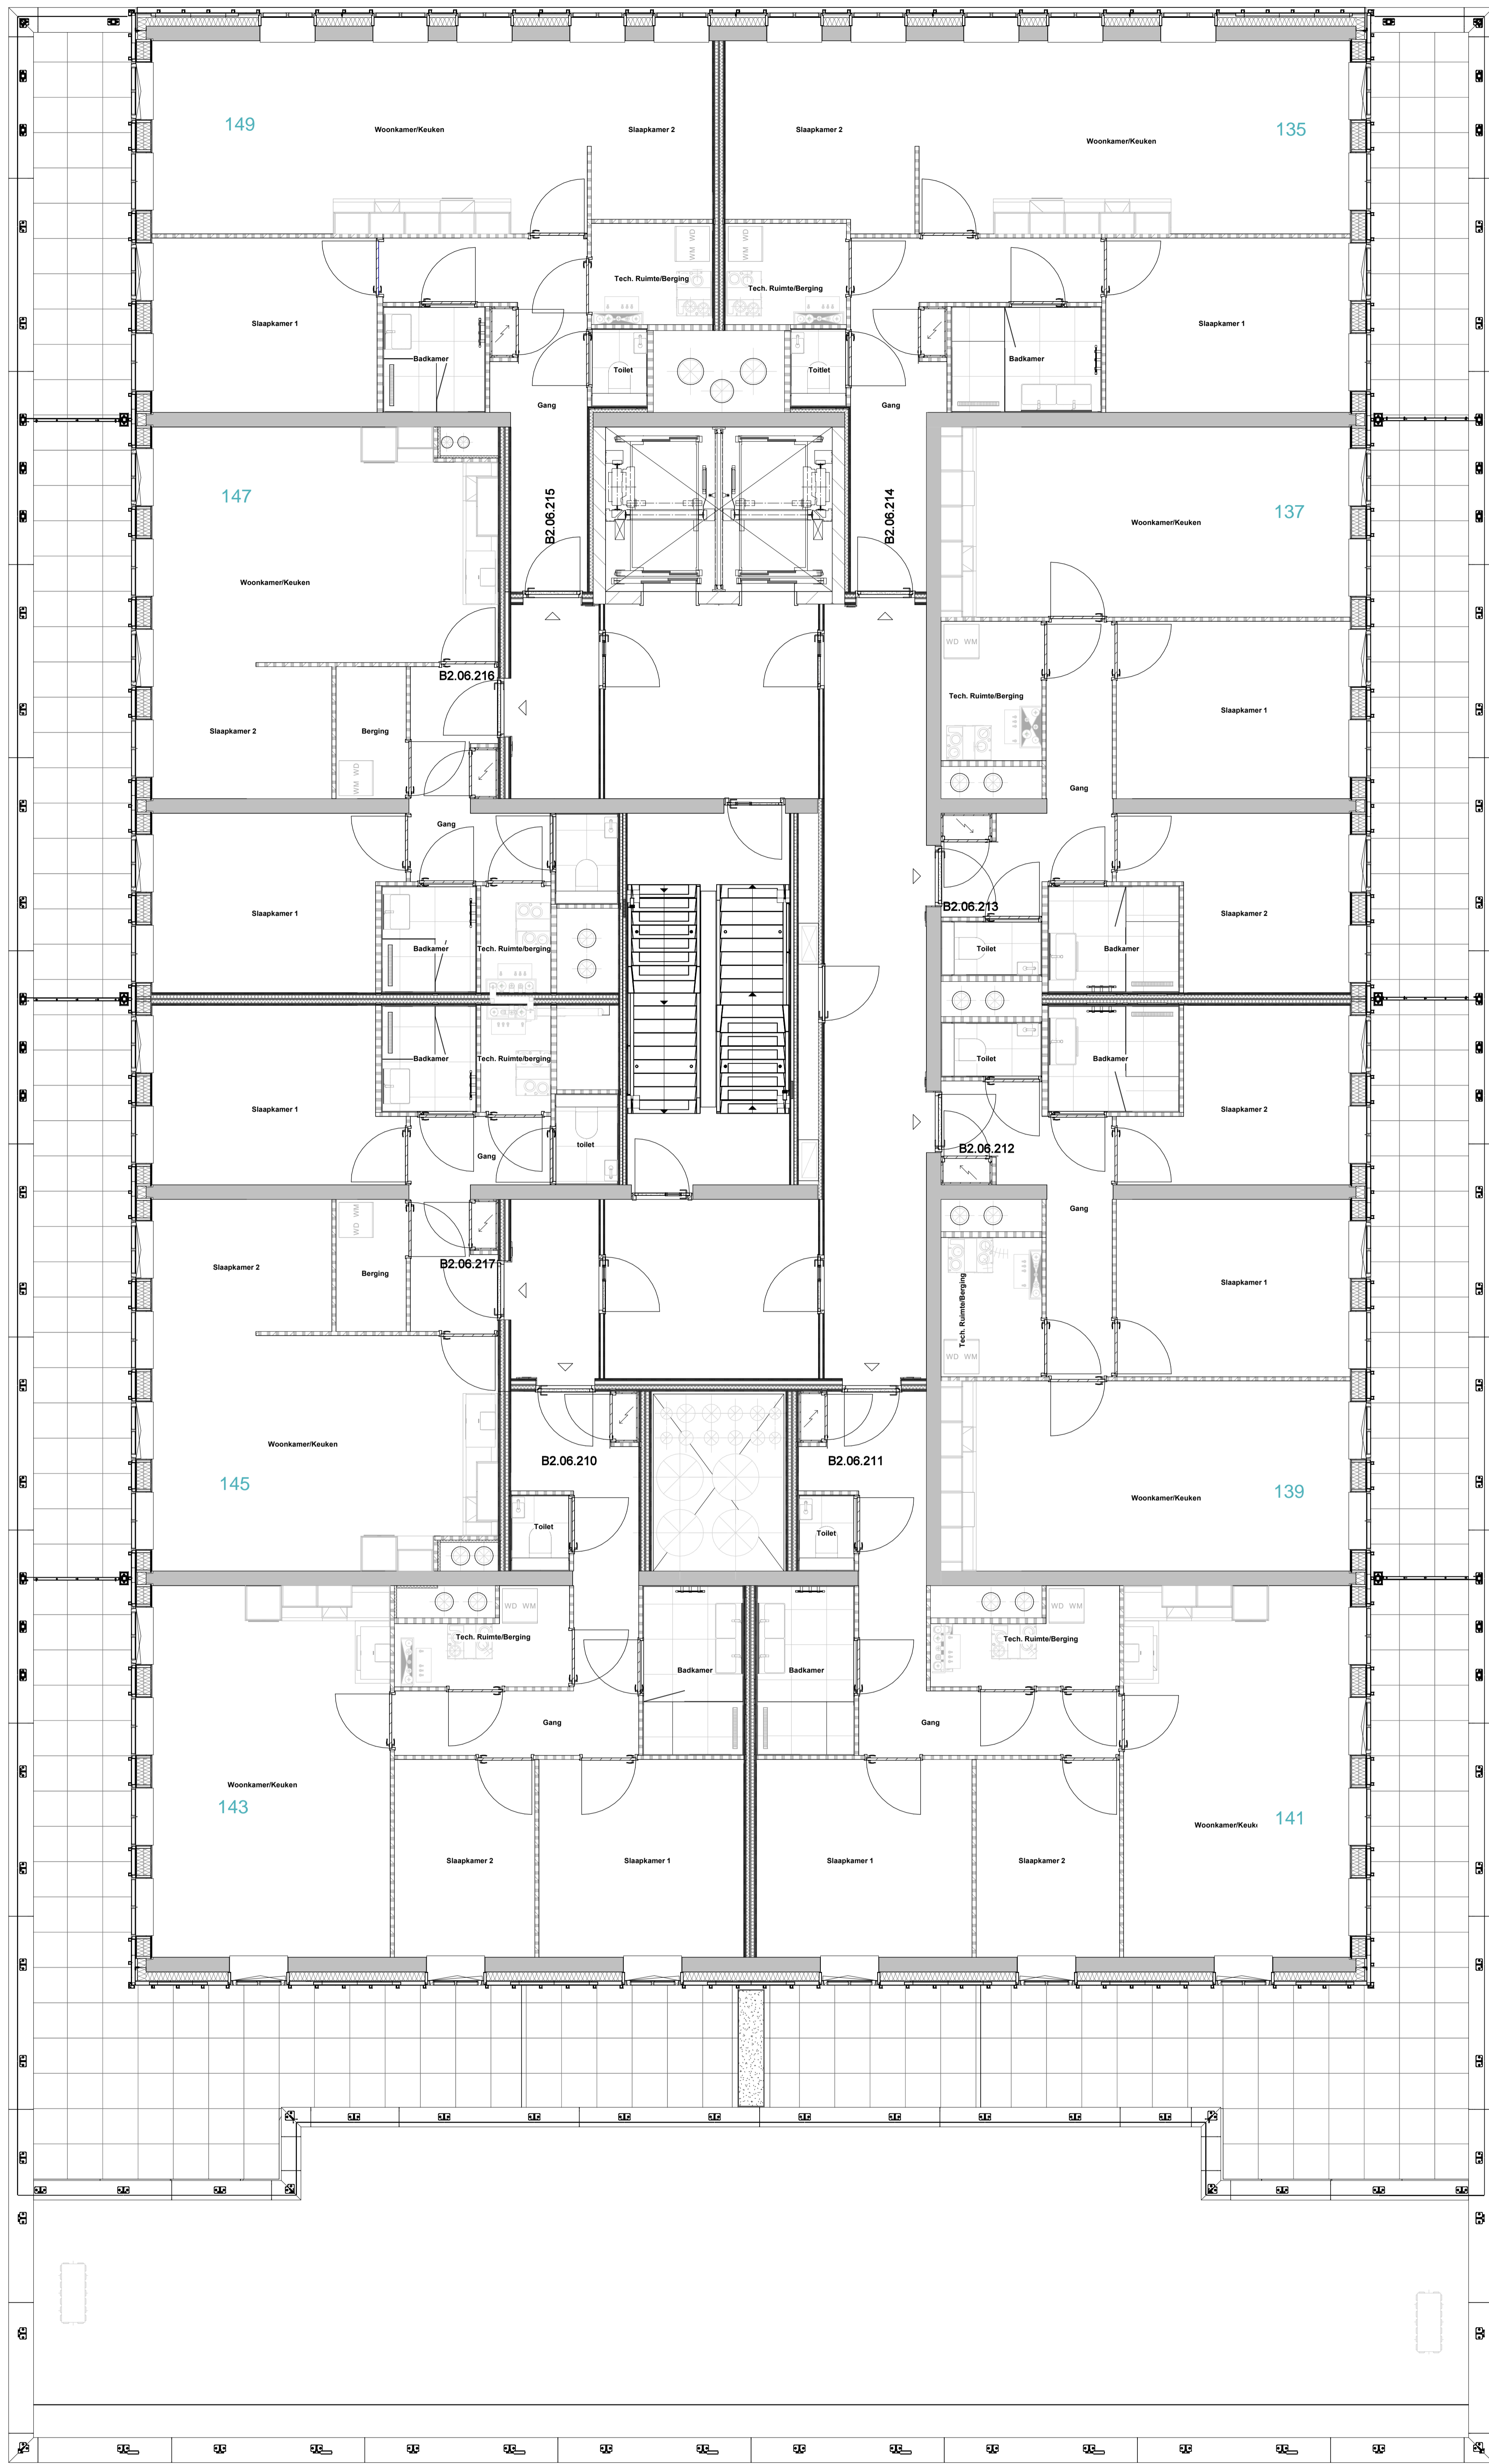 149
Woonkamer/Keuken
Slaapkamer 2
Slaapkamer 2
Woonkamer/Keuken
135
WM WD
WM WD
Tech. Ruimte/Berging
Tech. Ruimte/Berging
Slaapkamer 1
Badkamer
Toilet
Toitlet
Badkamer
Slaapkamer 1
Gang
Gang
147
B2.06.215
B2.06.214
137
Woonkamer/Keuken
Woonkamer/Keuken
WD WM
B2.06.216
Tech. Ruimte/Berging
Slaapkamer 2
Berging
Slaapkamer 1
WM WD
Gang
Gang
Slaapkamer 1
B2.06.213
Slaapkamer 2
Badkamer
Tech. Ruimte/berging
Toilet
Badkamer
Badkamer
Tech. Ruimte/berging
Toilet
Badkamer
Slaapkamer 1
Slaapkamer 2
toilet
Gang
B2.06.212
WD WM
Gang
Slaapkamer 2
Berging
B2.06.217
Tech. Ruimte/Berging
Slaapkamer 1
WD WM
Woonkamer/Keuken
145
B2.06.210
B2.06.211
Woonkamer/Keuken
139
Toilet
Toilet
WD WM
WD WM
Tech. Ruimte/Berging
Tech. Ruimte/Berging
Badkamer
Badkamer
Gang
Gang
Woonkamer/Keuken
143
Woonkamer/Keuk
141
Slaapkamer 2
Slaapkamer 1
Slaapkamer 1
Slaapkamer 2